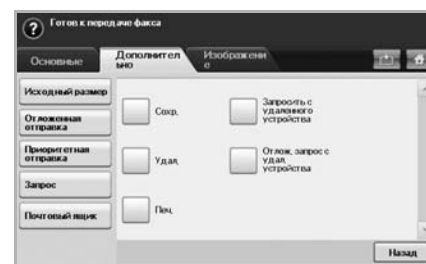 Готов к передаче факса
Основные
Дополнител
ьно
Изображени
е
Исходный размер
Отложенная
отправка
Приоритетная
отправка
Запрос
Почтовый ящик
Сохр.
Запросить с
удаленного
устройства
Удал.
Отлож. запрос с
удал.
устройства
Печ.
Назад